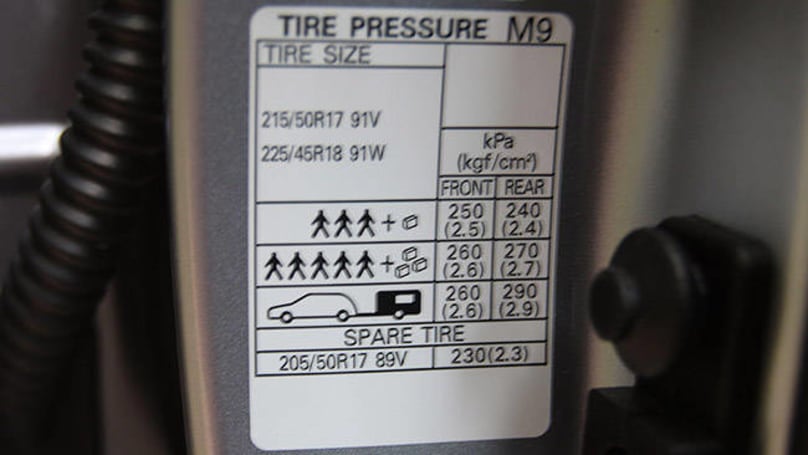 TIRE PRESSURE M9
TIRE SIZE
215/50R17 91V
225/45R18 91W
kPa
(kgf/cm²)
FRONT REAR
+ 250 240
(2.5) (2.4)
+ 260 270
(2.6) (2.7)
260 290
(2.6) (2.9)
SPARE TIRE
205/50R17 89V 230(2.3)